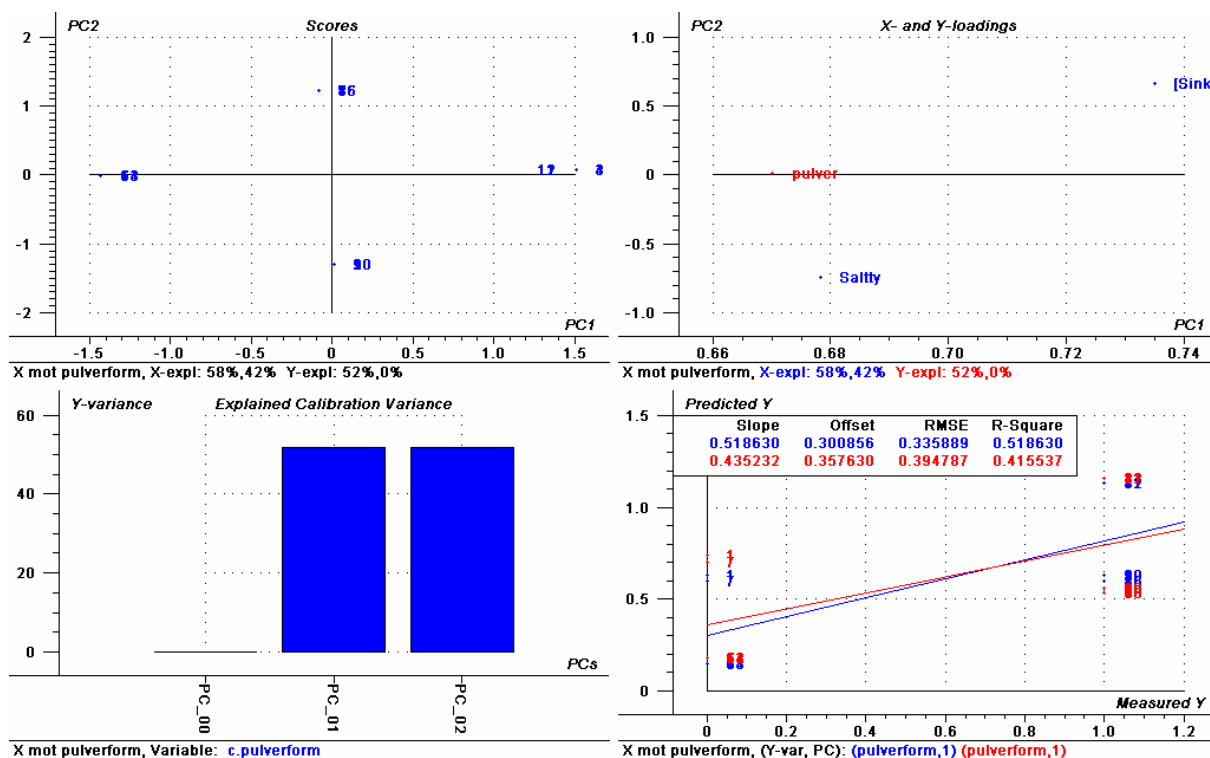 PC2 Scores
2
1
0
-1
-2
PC1
-1.5 -1.0 -0.5 0 0.5 1.0 1.5
X mot pulverform, X-expl: 58%,42% Y-expl: 52%,0%
PC2 X- and Y-loadings
1.0
[Sink
0.5
0
pulver
-0.5
Saltty
-1.0
PC1
0.66 0.68 0.70 0.72 0.74
X mot pulverform, X-expl: 58%,42% Y-expl: 52%,0%
60
Y-variance Explained Calibration Variance
40
20
0
PCs
PC_00 PC_01 PC_02
X mot pulverform, Variable: c.pulverform
1.5
Predicted Y
Slope Offset RMSE R-Square
0.518630 0.300856 0.335889 0.518630
0.435232 0.357630 0.394787 0.415537
1.0
0.5
0
Measured Y
0 0.2 0.4 0.6 0.8 1.0 1.2
X mot pulverform, (Y-var, PC): (pulverform,1) (pulverform,1)